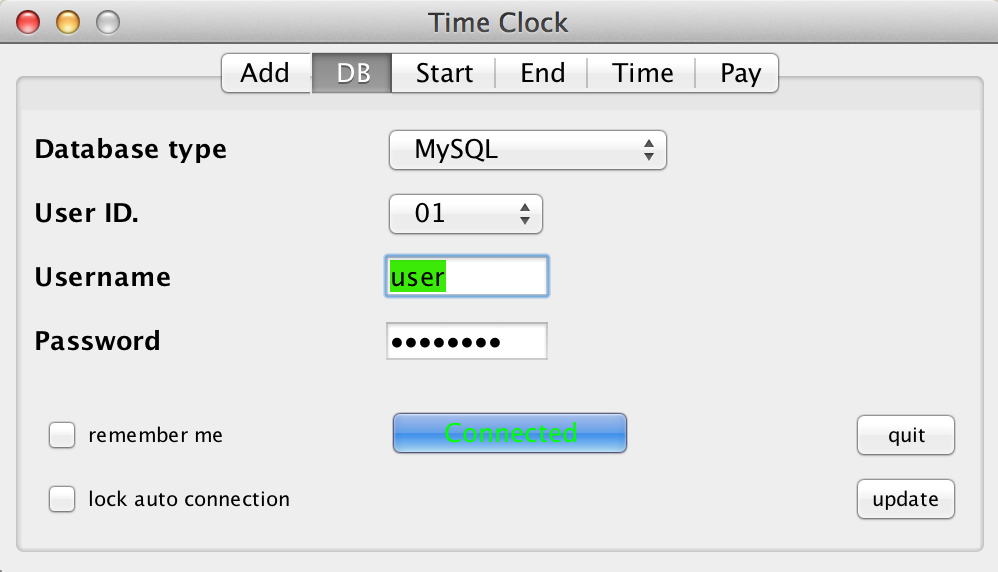 Time Clock
Add DB Start End Time Pay
Database type MySQL
User ID. 01
Username user
Password ••••••••
remember me Connected quit
lock auto connection update